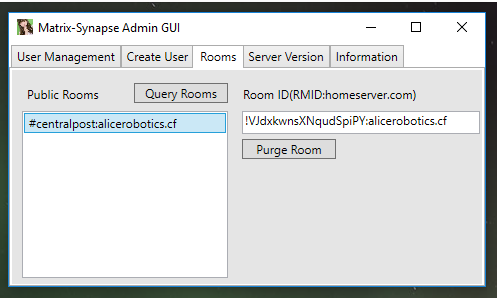 Matrix-Synapse Admin GUI
User Management
Create User
Rooms
Server Version
Information
Public Rooms
Query Rooms
Room ID(RMID:homeserver.com)
#centralpost:alicerobotics.cf
!VJdxkwnsXNqudSpiPY:alicerobotics.cf
Purge Room